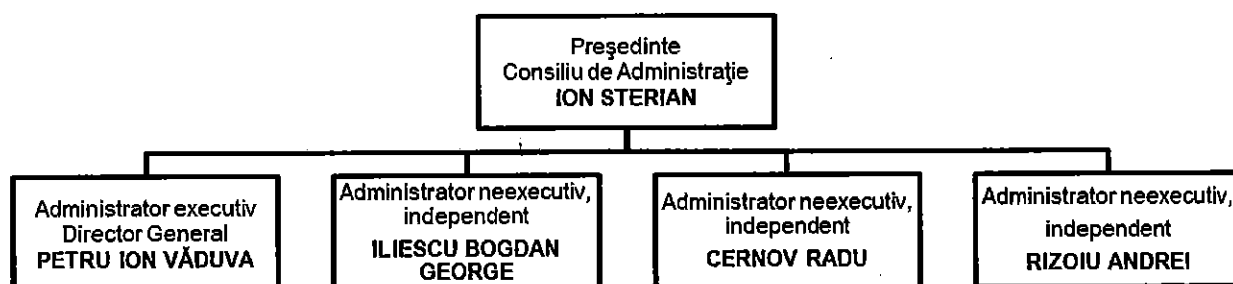 Preşedinte
Consiliu de Administraţie
ION STERIAN
Administrator executiv
Director General
PETRU ION VĂDUVA
Administrator neexecutiv,
independent
ILIESCU BOGDAN
GEORGE
Administrator neexecutiv,
independent
CERNOV RADU
Administrator neexecutiv,
independent
RIZOIU ANDREI